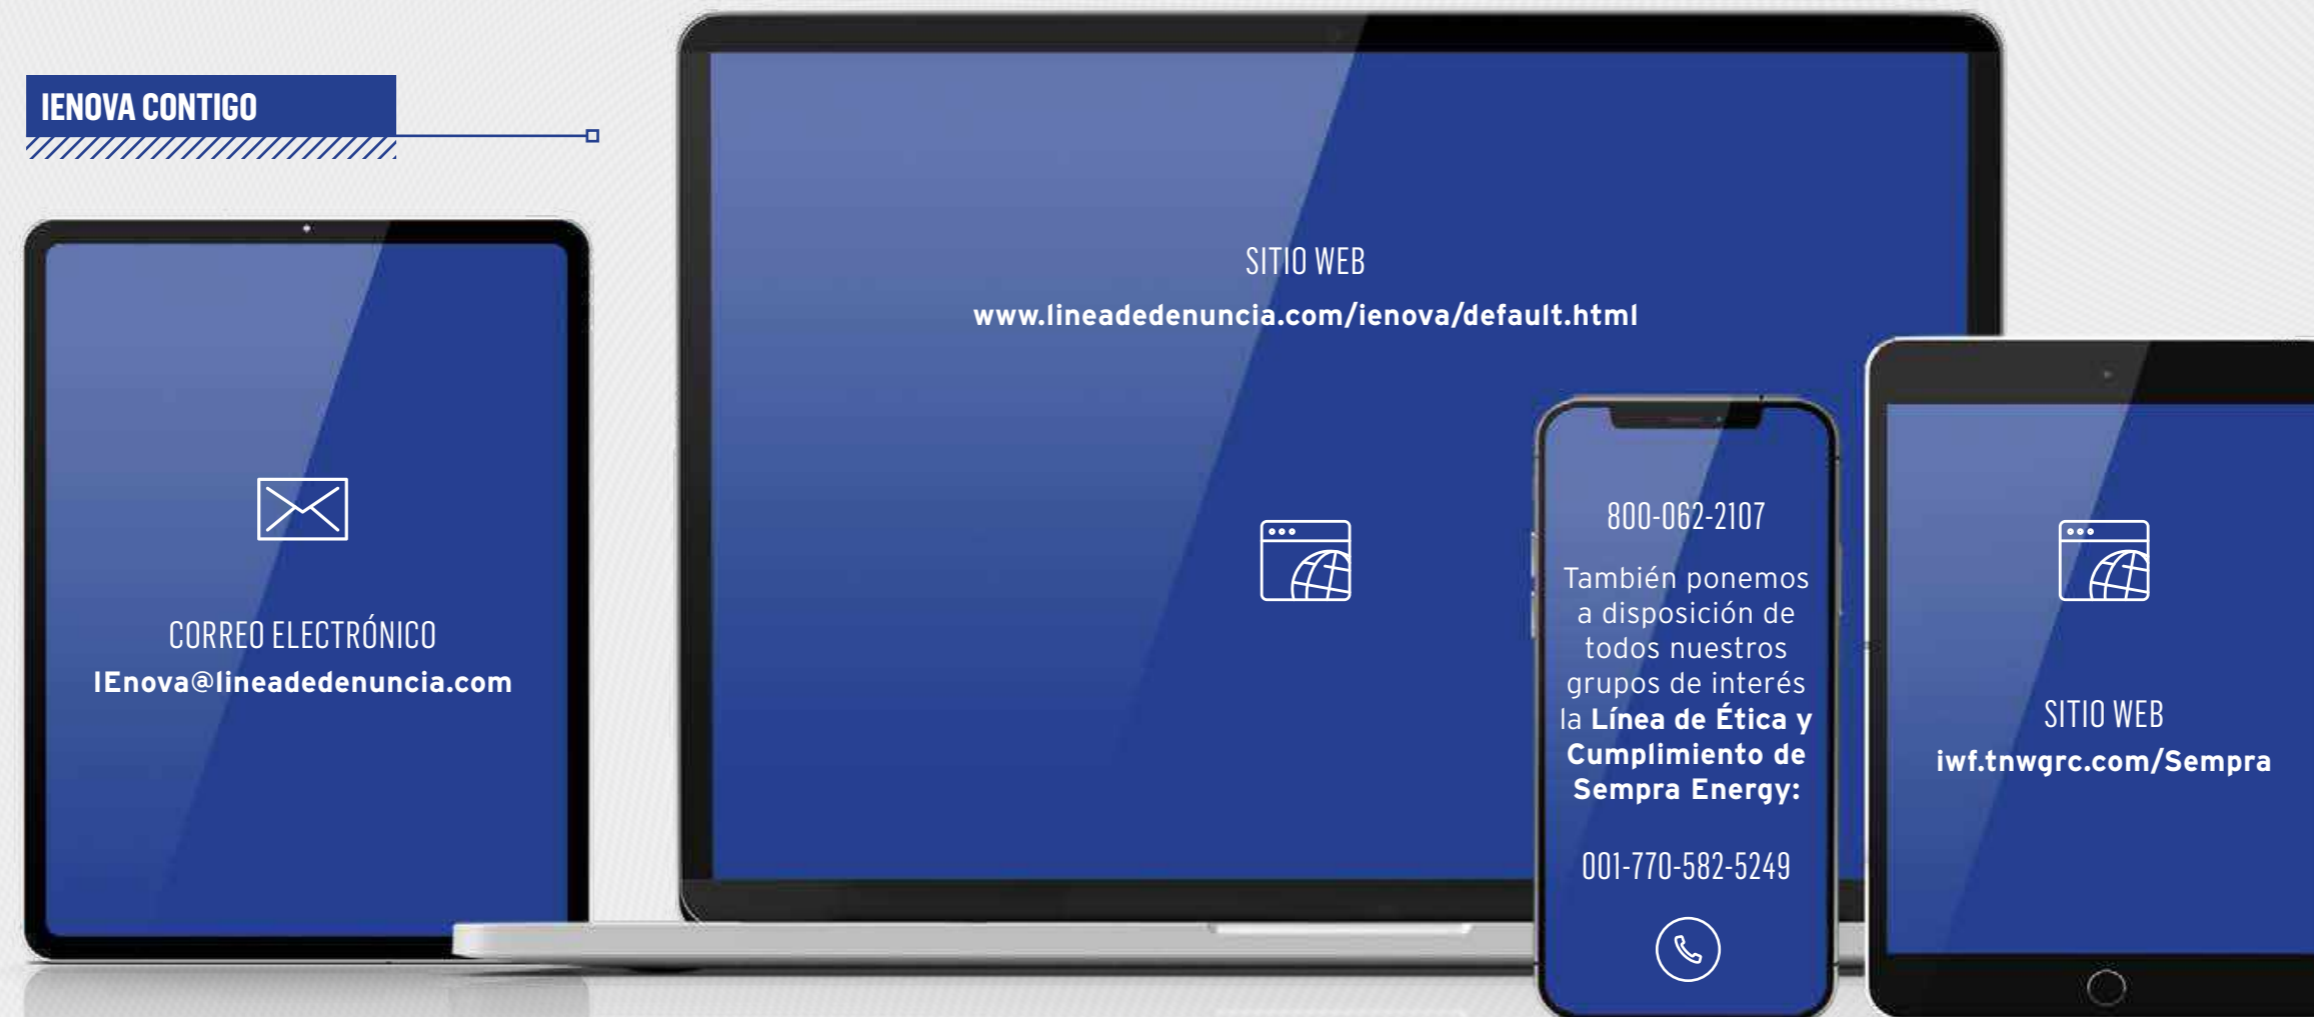 IENOVA CONTIGO
CORREO ELECTRÓNICO
IEnova@lineadedenuncia.com
SITIO WEB
www.lineadedenuncia.com/ienova/default.html
800-062-2107
También ponemos
a disposición de
todos nuestros
grupos de interés
la Línea de Ética y
Cumplimiento de
Sempra Energy:
001-770-582-5249
SITIO WEB
iwf.tnwgrc.com/Sempra